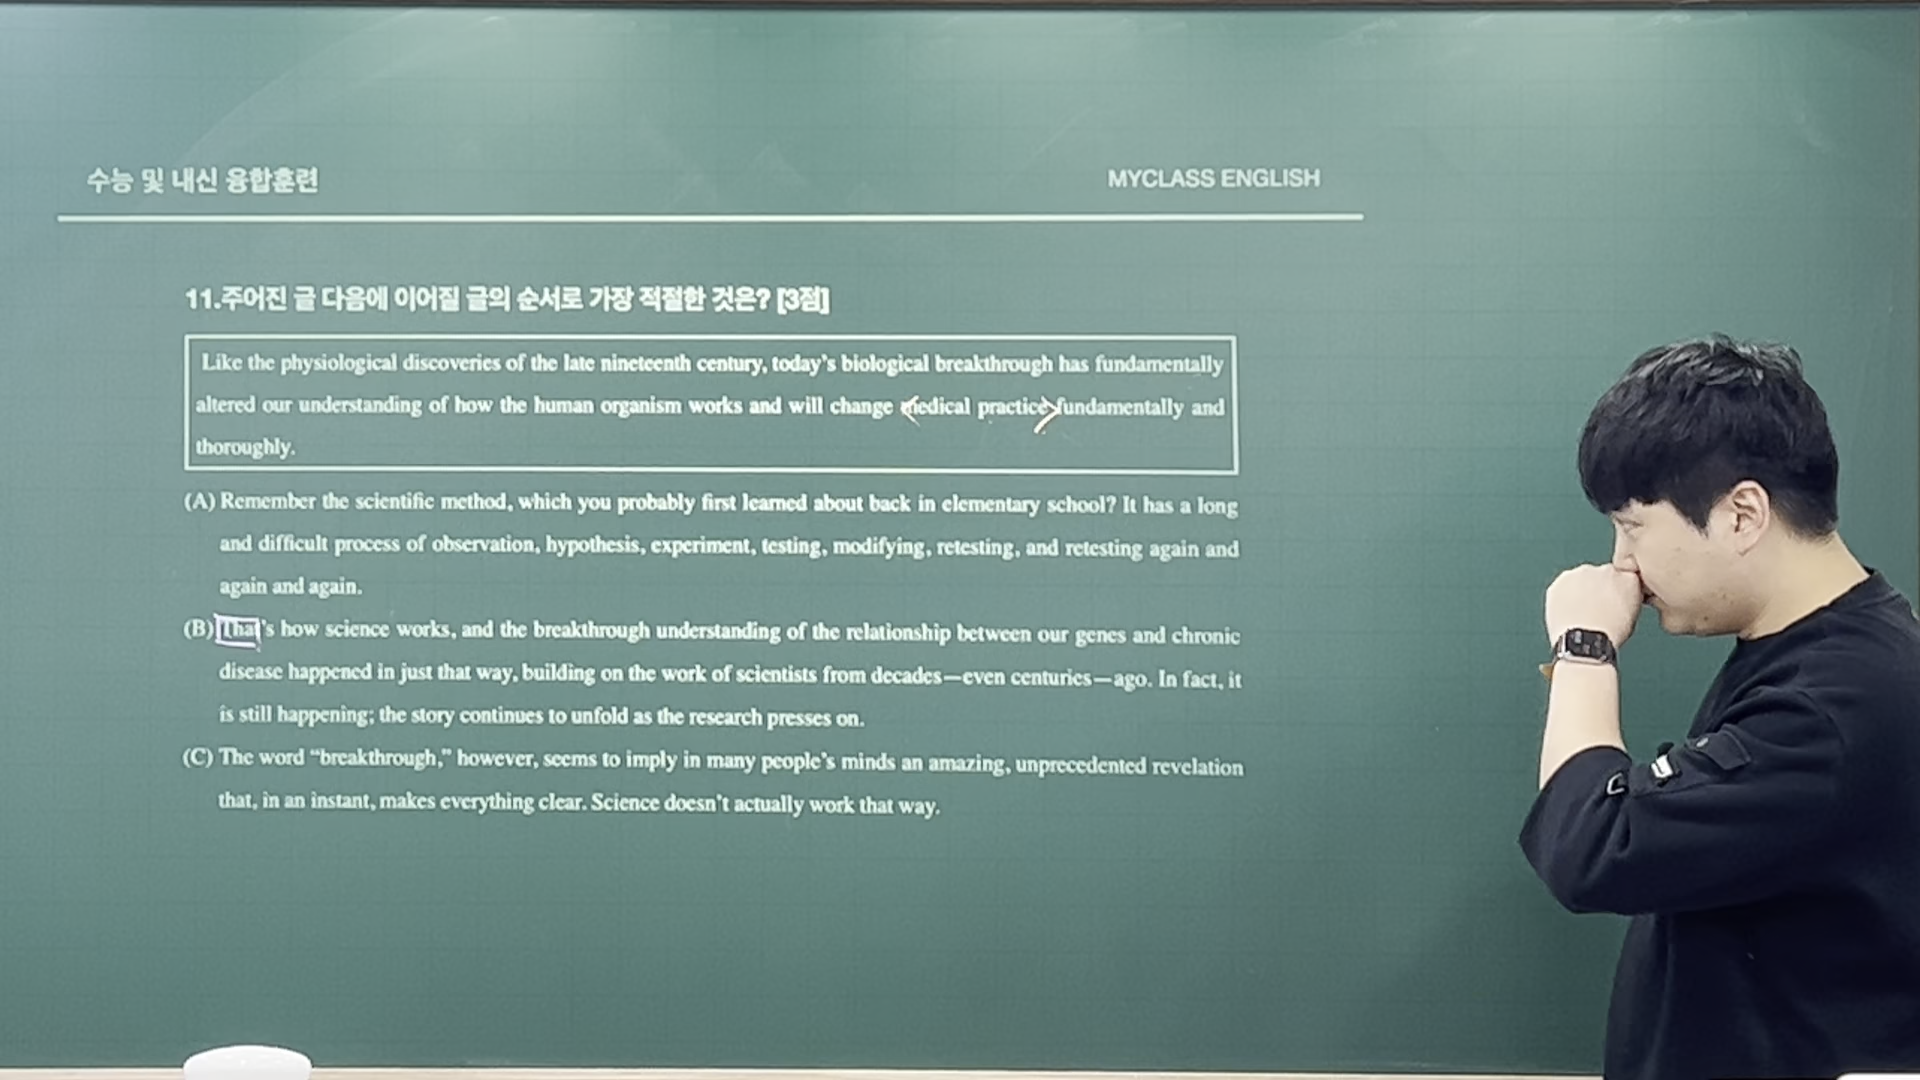 수능 및 내신 융합훈련
MYCLASS ENGLISH
11.주어진 글 다음에 이어질 글의 순서로 가장 적절한 것은? [3점]
Like the physiological discoveries of the late nineteenth century, today's biological breakthrough has fundamentally
altered our understanding of how the human organism works and will change medical practice fundamentally and
thoroughly.
(A) Remember the scientific method, which you probably first learned about back in elementary school? It has a long
and difficult process of observation, hypothesis, experiment, testing, modifying, retesting, and retesting again and
again and again.
(B) That's how science works, and the breakthrough understanding of the relationship between our genes and chronic
disease happened in just that way, building on the work of scientists from decades—even centuries—ago. In fact, it
is still happening; the story continues to unfold as the research presses on.
(C) The word “breakthrough,” however, seems to imply in many people's minds an amazing, unprecedented revelation
that, in an instant, makes everything clear. Science doesn't actually work that way.